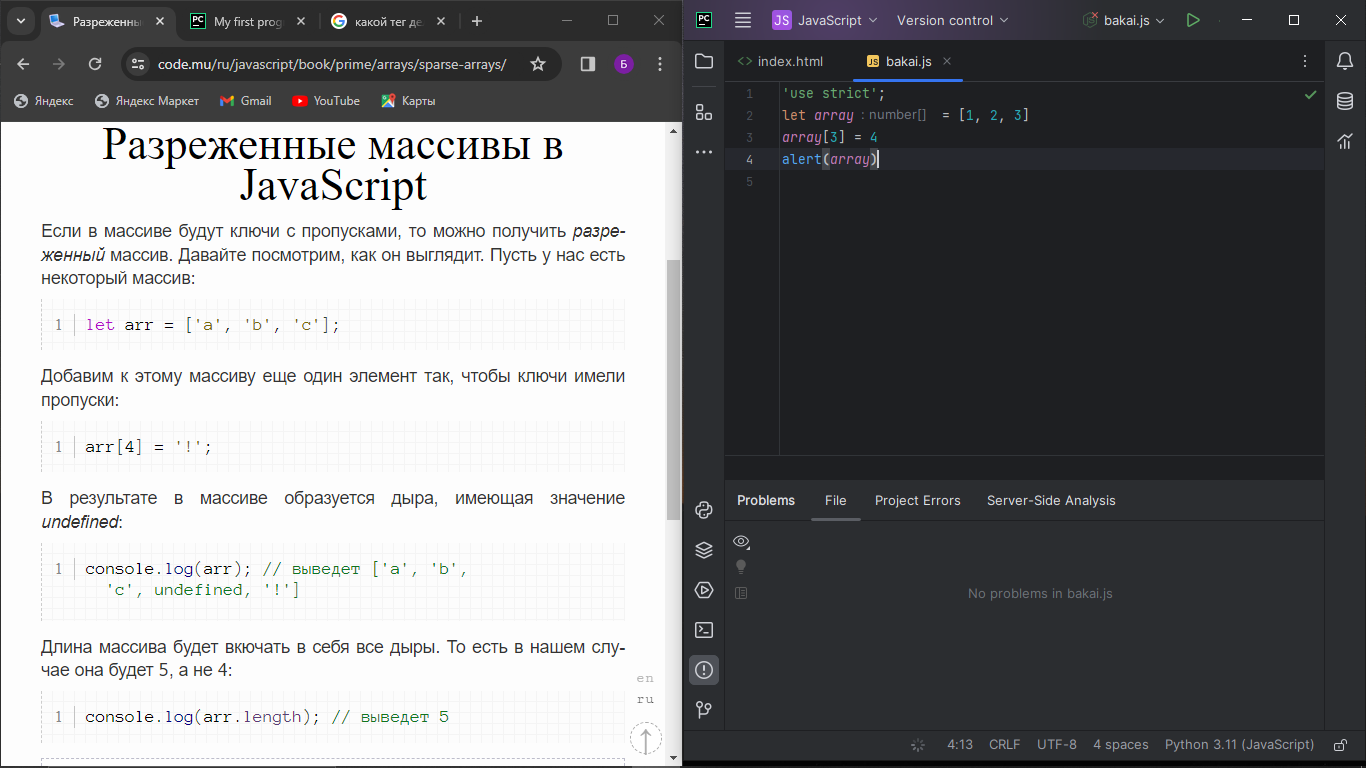 Разреженны
My first prog
какой тег де
code.mu/ru/javascript/book/prime/arrays/sparse-arrays/
Б
Яндекс
Яндекс Маркет
Gmail
YouTube
Карты
Разреженные массивы в
JavaScript
Если в массиве будут ключи с пропусками, то можно получить разре-
женный массив. Давайте посмотрим, как он выглядит. Пусть у нас есть
некоторый массив:
1 let arr = ['a', 'b', 'c'];
Добавим к этому массиву еще один элемент так, чтобы ключи имели
пропуски:
1 arr[4] = '!';
В результате в массиве образуется дыра, имеющая значение
undefined:
1 console.log(arr); // выведет ['a', 'b',
'c', undefined, '!']
Длина массива будет вкючать в себя все дыры. То есть в нашем слу-
чае она будет 5, а не 4:
1 console.log(arr.length); // выведет 5
en
ru
PC
JS JavaScript
Version control
bakai.js
<> index.html
JS bakai.js
1 'use strict';
2 let array : number[] = [1, 2, 3]
3 array[3] = 4
4 alert(array)
5
Problems
File
Project Errors
Server-Side Analysis
No problems in bakai.js
4:13
CRLF
UTF-8
4 spaces
Python 3.11 (JavaScript)